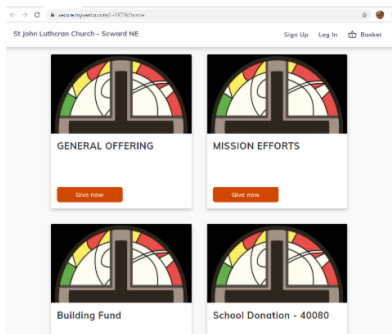 St John Lutheran Church - Seward NE
Sign Up Log In Basket
GENERAL OFFERING
MISSION EFFORTS
Give now
Give now
Building Fund
School Donation - 40080